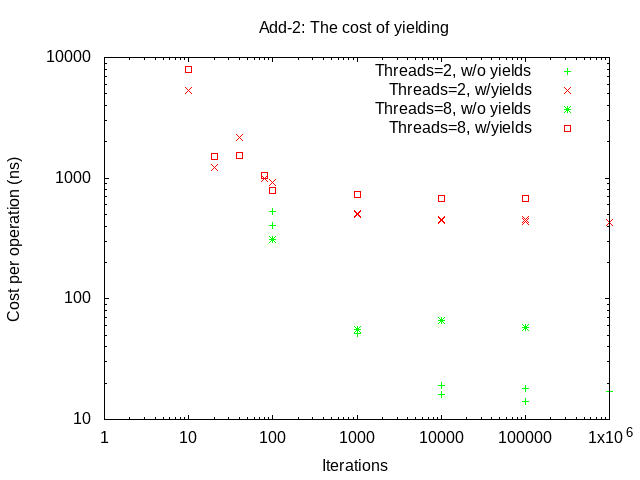 Add-2: The cost of yielding
Threads=2, w/o yields
Threads=2, w/yields
Threads=8, w/o yields
Threads=8, w/yields
Cost per operation (ns)
10000
1000
100
10
1 10 100 1000 10000 100000 1x10 6
Iterations